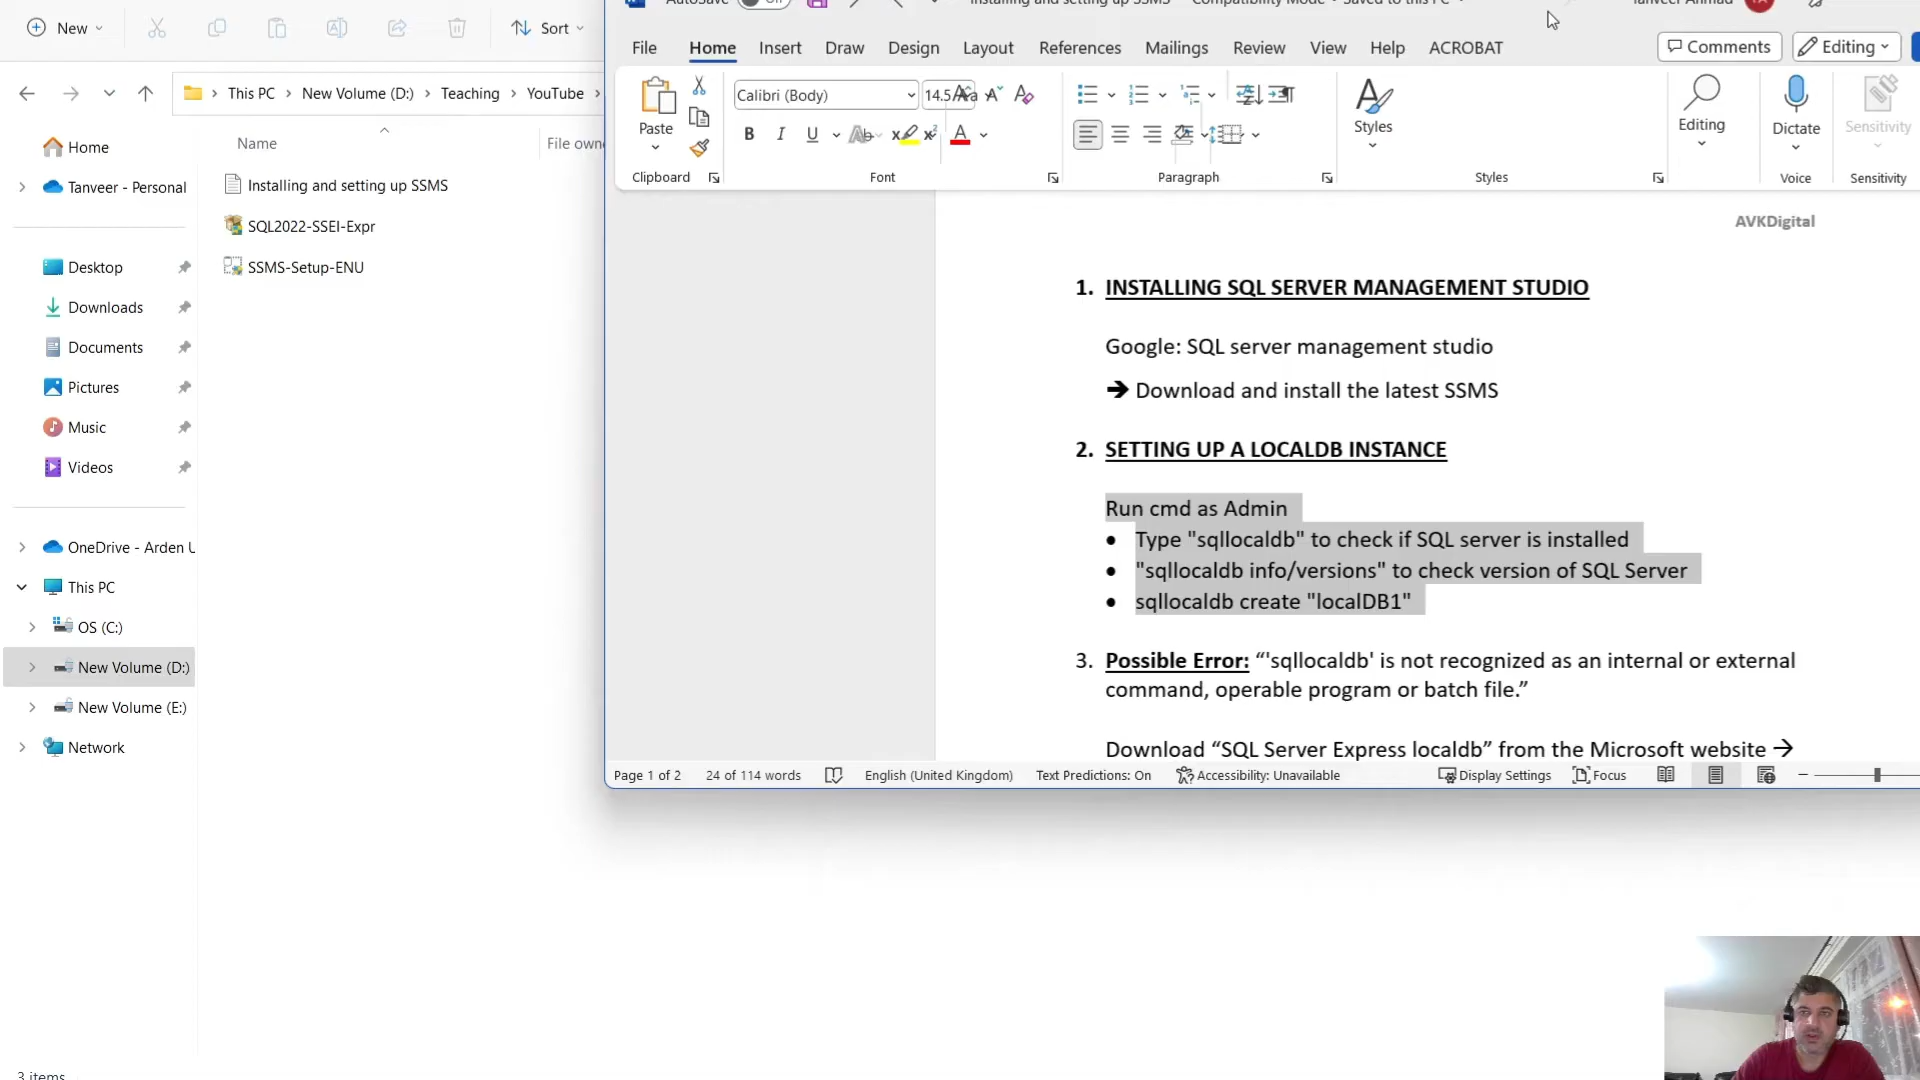 New
Sort
This PC
New Volume (D:)
Teaching
YouTube
Name
File
Home
Tanveer - Personal
Desktop
Downloads
Documents
Pictures
Music
Videos
OneDrive - Arden U
This PC
OS (C:)
New Volume (D:)
New Volume (E:)
Network
3 items
Installing and setting up SSMS
SQL2022-SSEI-Expr
SSMS-Setup-ENU
AutoSave
Off
Installing and setting up SSMS - Compatibility Mode • Saved to this PC
Tanveer Ahmad
File
Home
Insert
Draw
Design
Layout
References
Mailings
Review
View
Help
ACROBAT
Comments
Editing
Paste
Calibri (Body)
14.5
Styles
Editing
Dictate
Sensitivity
Clipboard
Font
Paragraph
Styles
Voice
Sensitivity
AVKDigital
1. INSTALLING SQL SERVER MANAGEMENT STUDIO
Google: SQL server management studio
➔ Download and install the latest SSMS
2. SETTING UP A LOCALDB INSTANCE
Run cmd as Admin
• Type "sqllocaldb" to check if SQL server is installed
• "sqllocaldb info/versions" to check version of SQL Server
• sqllocaldb create "localDB1"
3. Possible Error: “'sqllocaldb' is not recognized as an internal or external
command, operable program or batch file.”
Download “SQL Server Express localdb” from the Microsoft website →
Page 1 of 2
24 of 114 words
English (United Kingdom)
Text Predictions: On
Accessibility: Unavailable
Display Settings
Focus